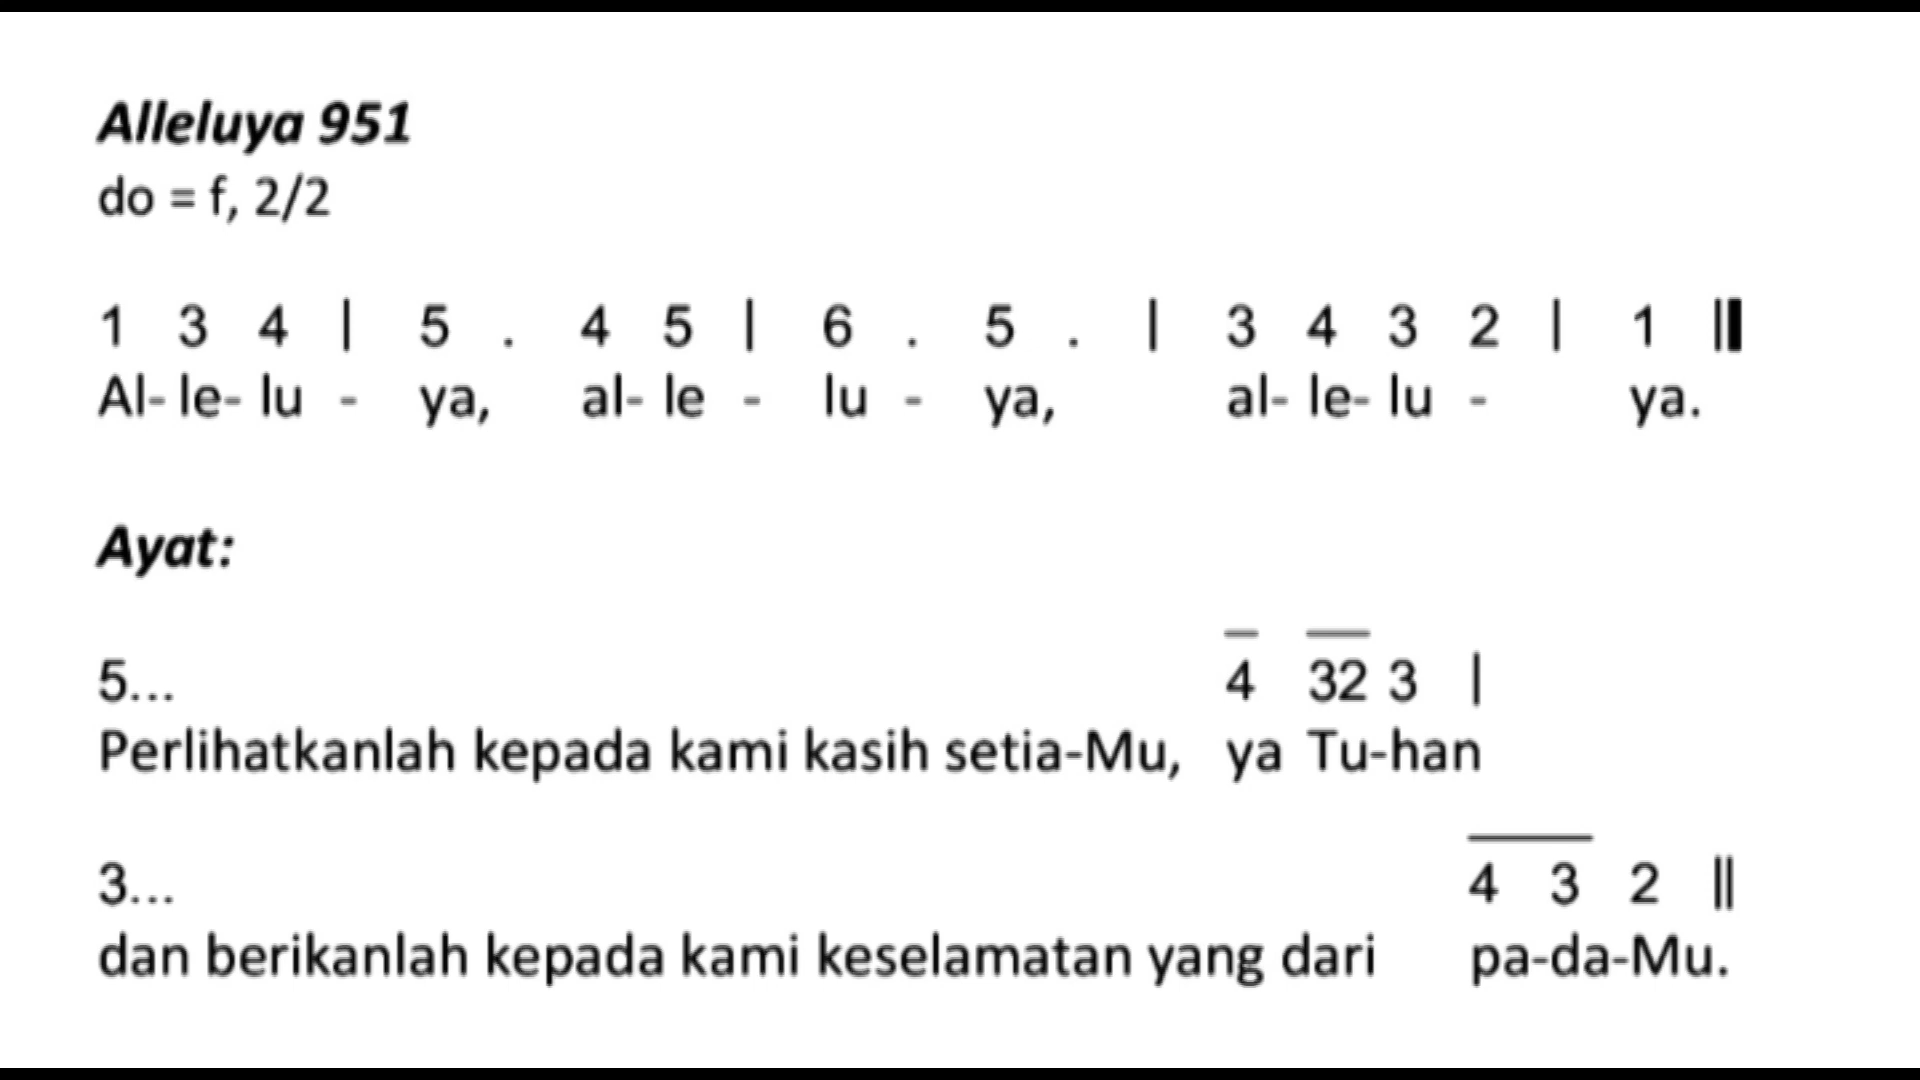 Alleluya 951
do = f, 2/2
1 3 4 | 5 . 4 5 | 6 . 5 . | 3 4 3 2 | 1 ||
Al- le- lu - ya, al- le - lu - ya, al- le- lu - ya.
Ayat:
5... 4 32 3 |
Perlihatkanlah kepada kami kasih setia-Mu, ya Tu-han
3... 4 3 2 ||
dan berikanlah kepada kami keselamatan yang dari pa-da-Mu.